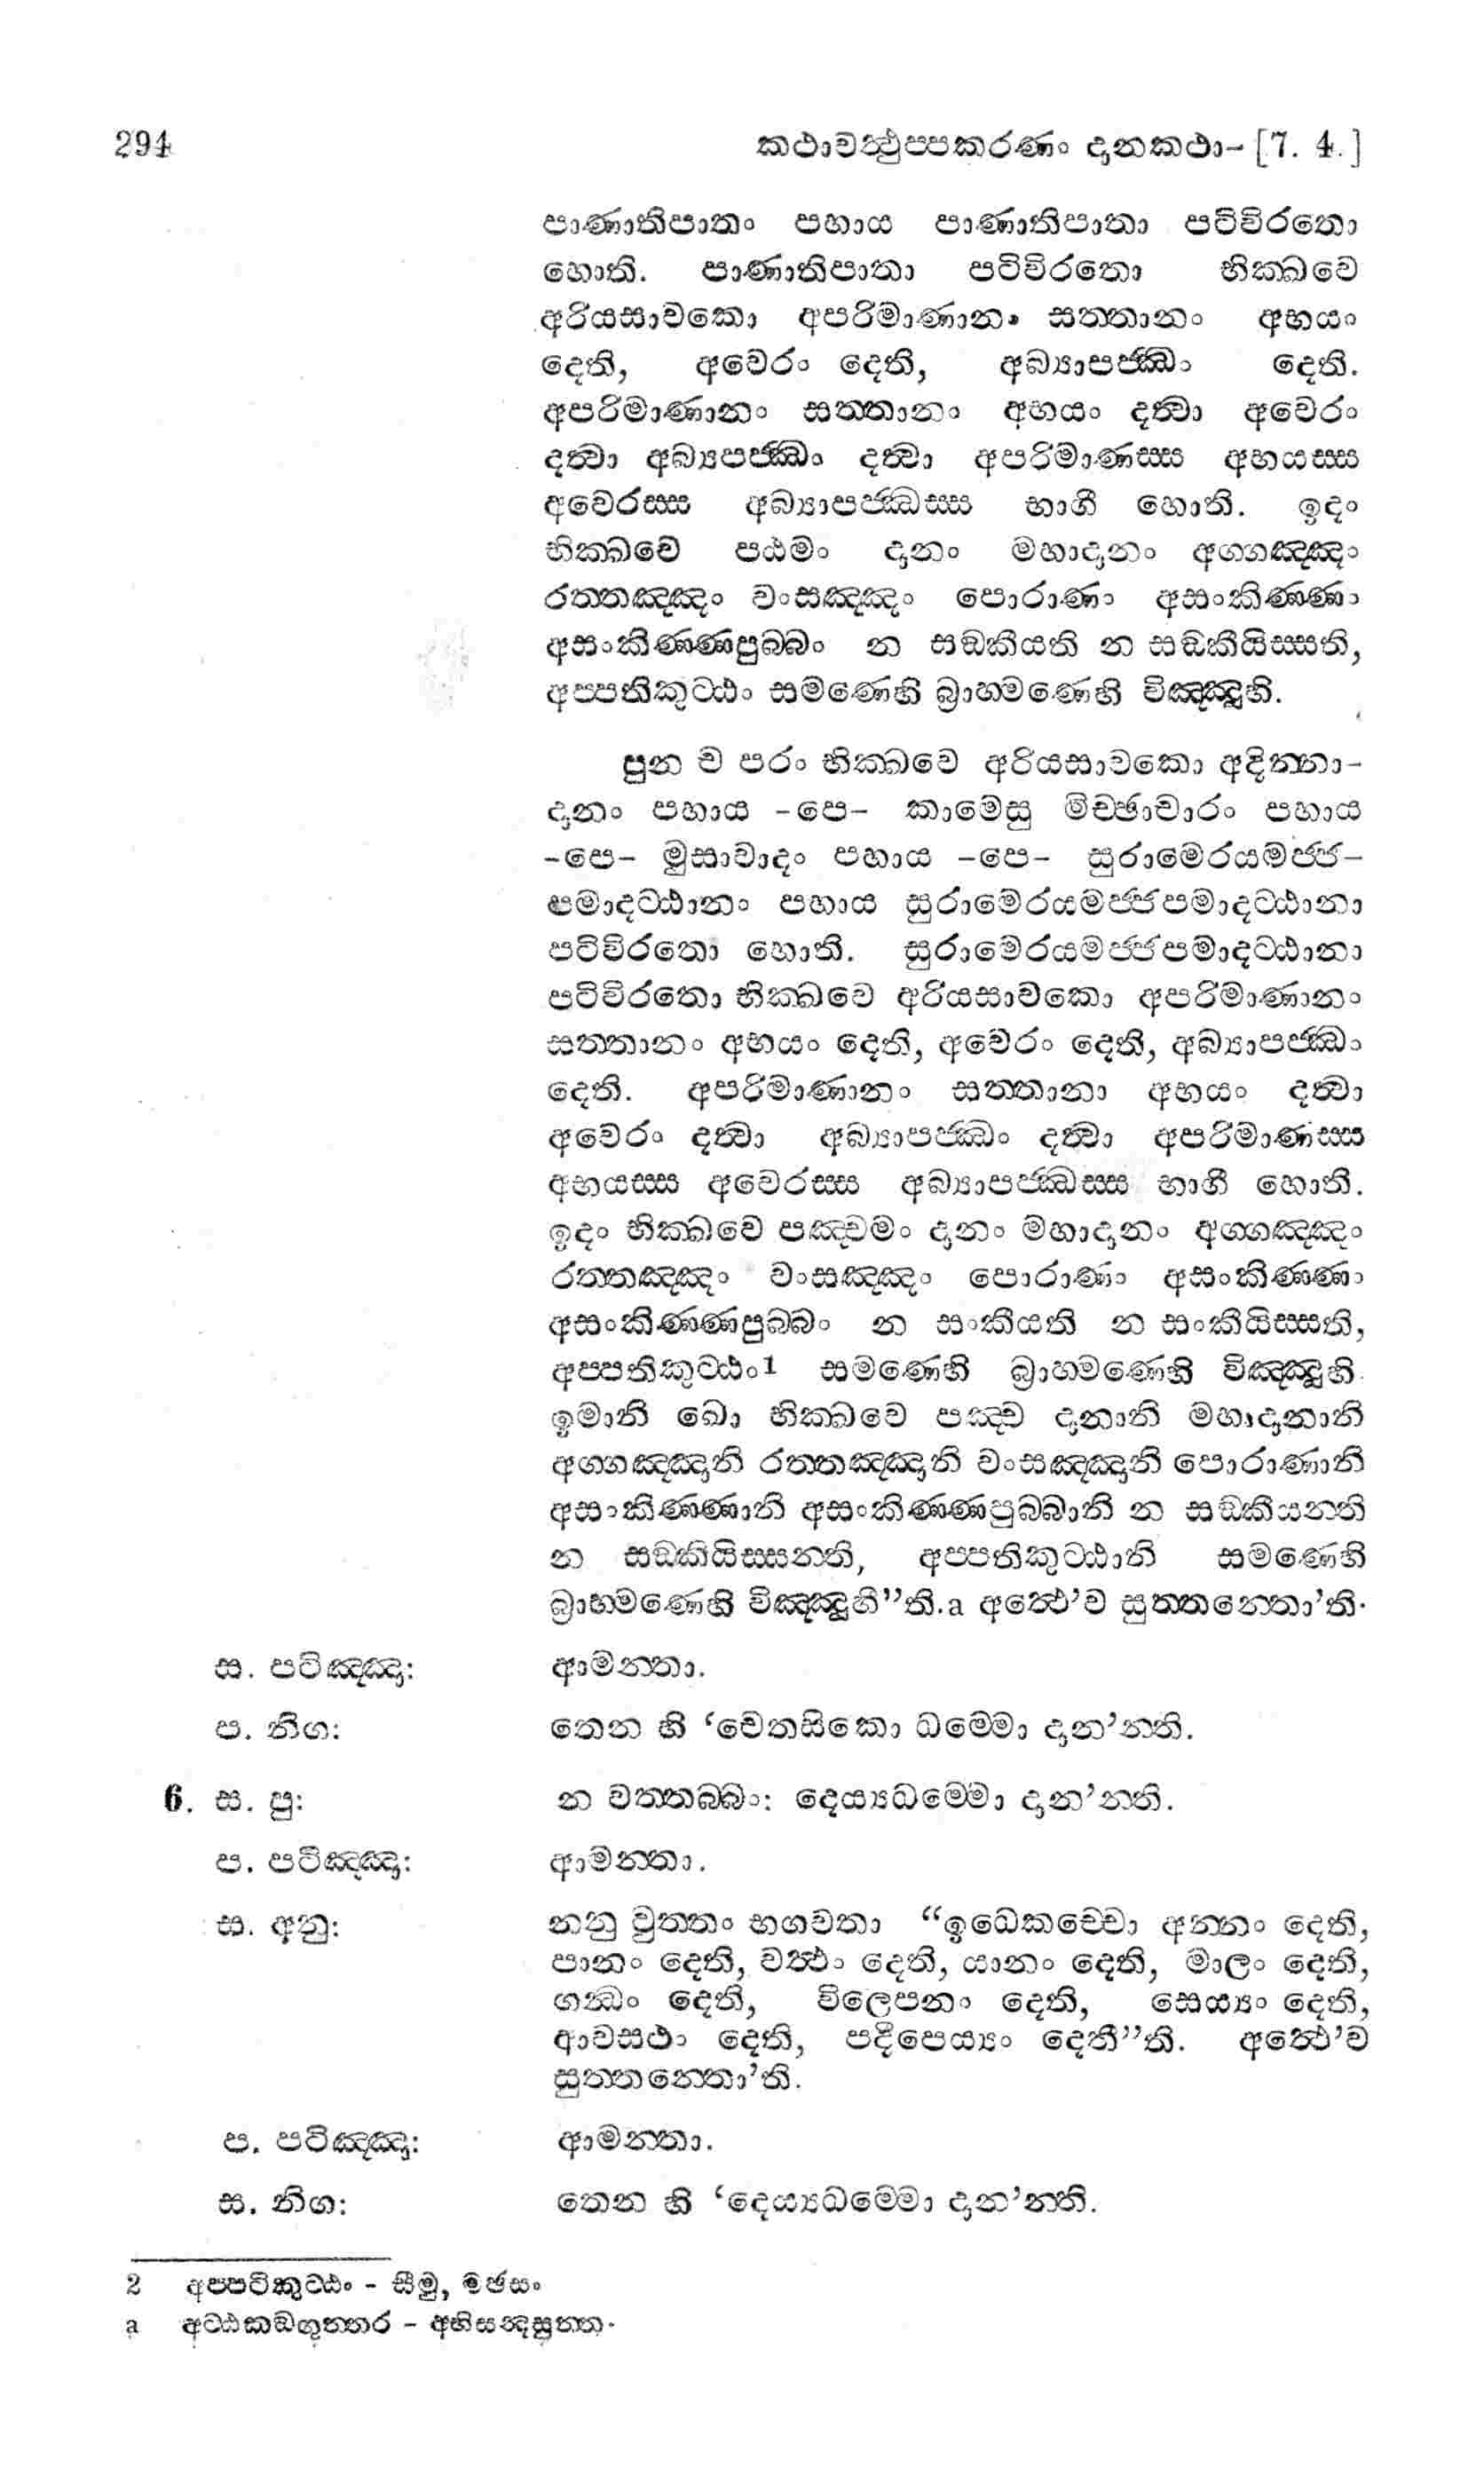 294 කථාවත්‍ථුප්පකරණං දානකථා- [7. 4.]
පාණාතිපාතං පහාය පාණාතිපාතා පටිවිරතො
හොති. පාණාතිපාතා පටිවිරතො භික්ඛවෙ
අරියසාවකො අපරිමාණානං සත්තානං අභයං
දෙති, අවෙරං දෙති, අබ්‍යාපජ්ඣං දෙති.
අපරිමාණානං සත්තානං අභයං දත්‍වා අවෙරං
දත්‍වා අබ්‍යපජ්ඣං දත්‍වා අපරිමාණස්ස අභයස්ස
අවෙරස්ස අබ්‍යාපජ්ඣස්ස භාගී හොති. ඉදං
භික්ඛවෙ පඨමං දානං මහාදානං අග්ගඤ්ඤං
රත්තඤ්ඤං වංසඤ්ඤං පොරාණං අසංකිණ්ණං
අසංකිණ්ණපුබ්බං න සඞ්කීයති න සඞ්කීයිස්සති,
අප්පතිකුට්ඨං සමණෙහි බ්‍රාහ්මණෙහි විඤ්ඤූහි.
පුන ච පරං භික්ඛවෙ අරියසාවකො අදින්නා-
දානං පහාය -පෙ- කාමෙසු මිච්ඡාචාරං පහාය
-පෙ- මුසාවාදං පහාය -පෙ- සුරාමෙරයමජ්ජ-
පමාදට්ඨානං පහාය සුරාමෙරයමජ්ජපමාදට්ඨානා
පටිවිරතො හොති. සුරාමෙරයමජ්ජපමාදට්ඨානා
පටිවිරතො භික්ඛවෙ අරියසාවකො අපරිමාණානං
සත්තානං අභයං දෙති, අවෙරං දෙති, අබ්‍යාපජ්ඣං
දෙති. අපරිමාණානං සත්තානං අභයං දත්‍වා
අවෙරං දත්‍වා අබ්‍යාපජ්ඣං දත්‍වා අපරිමාණස්ස
අභයස්ස අවෙරස්ස අබ්‍යාපජ්ඣස්ස භාගී හොති.
ඉදං භික්ඛවෙ පඤ්චමං දානං මහාදානං අග්ගඤ්ඤං
රත්තඤ්ඤං වංසඤ්ඤං පොරාණං අසංකිණ්ණං
අසංකිණ්ණපුබ්බං න සංකීයති න සංකීයිස්සති,
අප්පතිකුට්ඨං1 සමණෙහි බ්‍රාහ්මණෙහි විඤ්ඤූහි.
ඉමානි ඛො භික්ඛවෙ පඤ්ච දානානි මහාදානානි
අග්ගඤ්ඤානි රත්තඤ්ඤානි වංසඤ්ඤානි පොරාණානි
අසංකිණ්ණානි අසංකිණ්ණපුබ්බානි න සඞ්කීයන්ති
න සඞ්කීයිස්සන්ති, අප්පතිකුට්ඨානි සමණෙහි
බ්‍රාහ්මණෙහි විඤ්ඤූහී”ති.a අත්‍ථෙ’ව සුත්තන්තො’ති.
ස. පටිඤ්ඤා: ආමන්තා.
ප. නිග: තෙන හි ‘චෙතසිකො ධම්මො දාන’න්ති.
6. ස. පු: න වත්තබ්බං: දෙය්‍යධම්මො දාන’න්ති.
ප. පටිඤ්ඤා: ආමන්තා.
ස. අනු: නනු වුත්තං භගවතා “ඉධෙකච්චො අන්නං දෙති,
පානං දෙති, වත්‍ථං දෙති, යානං දෙති, මාලං දෙති,
ගන්‍ධං දෙති, විලෙපනං දෙති, සෙය්‍යං දෙති,
ආවසථං දෙති, පදීපෙය්‍යං දෙතී”ති. අත්‍ථෙ’ව
සුත්තන්තො’ති.
ප. පටිඤ්ඤා: ආමන්තා.
ස. නිග: තෙන හි ‘දෙය්‍යධම්මො දාන’න්ති.
2 අප්පටිකුට්ඨං - සීමු, මඡසං
a අට්ඨකඞ්ගුත්තර - අභිසඤ්දසුත්ත.